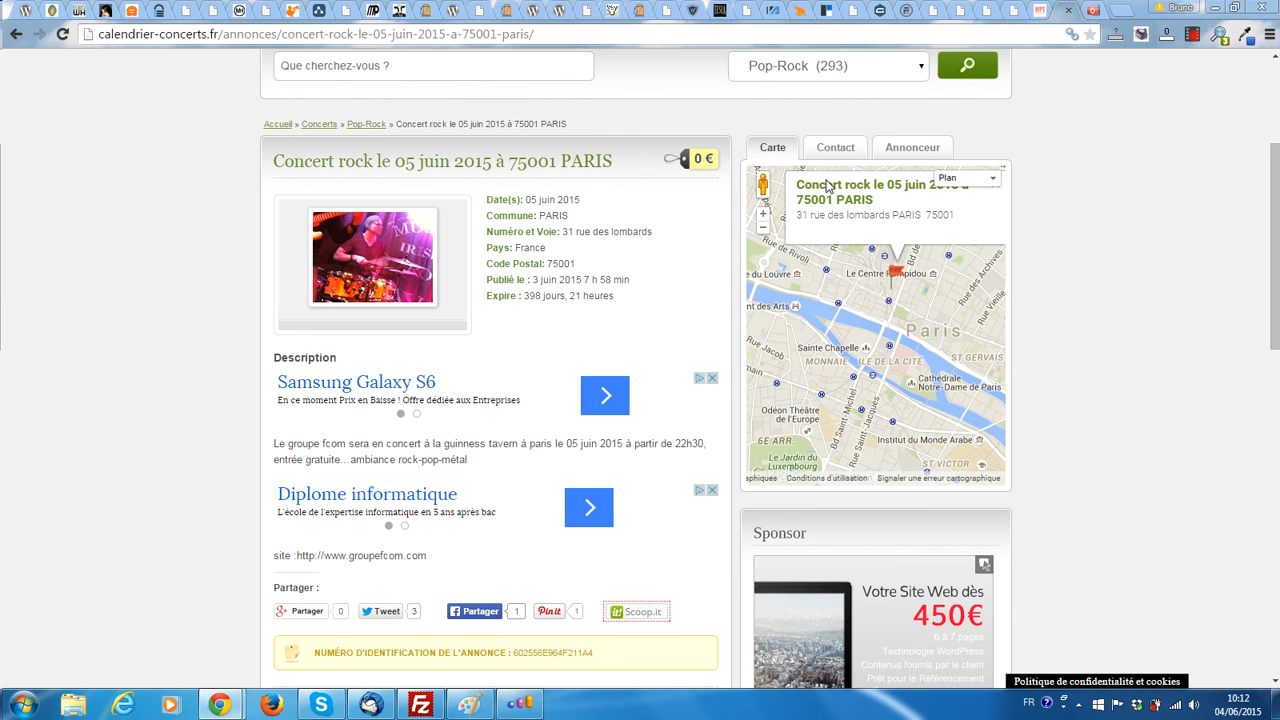 Bruno
calendrier-concerts.fr/annonces/concert-rock-le-05-juin-2015-a-75001-paris/
Que cherchez-vous ?
Pop-Rock (293)
Accueil » Concerts » Pop-Rock » Concert rock le 05 juin 2015 à 75001 PARIS
Concert rock le 05 juin 2015 à 75001 PARIS
0 €
Date(s): 05 juin 2015
Commune: PARIS
Numéro et Voie: 31 rue des lombards
Pays: France
Code Postal: 75001
Publié le : 3 juin 2015 7 h 58 min
Expire : 398 jours, 21 heures
Description
Samsung Galaxy S6
En ce moment Prix en Baisse ! Offre dédiée aux Entreprises
Le groupe fcom sera en concert à la guinness tavern à paris le 05 juin 2015 à partir de 22h30,
entrée gratuite...ambiance rock-pop-métal
Diplome informatique
L'école de l'expertise informatique en 5 ans après bac
site :http://www.groupefcom.com
Partager :
Partager 0
Tweet 3
Partager 1
Pin it 1
Scoop.it
NUMÉRO D'IDENTIFICATION DE L'ANNONCE : 602556E964F211A4
Carte
Contact
Annonceur
Concert rock le 05 juin
75001 PARIS
31 rue des lombards PARIS 75001
Plan
Rue de Rivoli
du Louvre
Le Centre Pompidou
Bd de
Rue des Archives
Rue Vieille
nt des Arts
Paris
Sainte Chapelle
Rue Jacob
MONNAIE
ILE DE LA CITÉ
ST GERVAIS
Cathédrale
Notre-Dame de Paris
Odéon Théâtre
de l'Europe
Bd Saint-Michel
Rue St-Jacques
6E ARR.
Institut du Monde Arabe
Le Jardin du
Luxembourg
ST VICTOR
aphiques
Conditions d'utilisation
Signaler une erreur cartographique
Sponsor
Votre Site Web dès
450€
6 à 7 pages
Technologie WordPress
Contenus fournis par le client
Prêt pour le Référencement
Politique de confidentialité et cookies
FR
10:12
04/06/2015